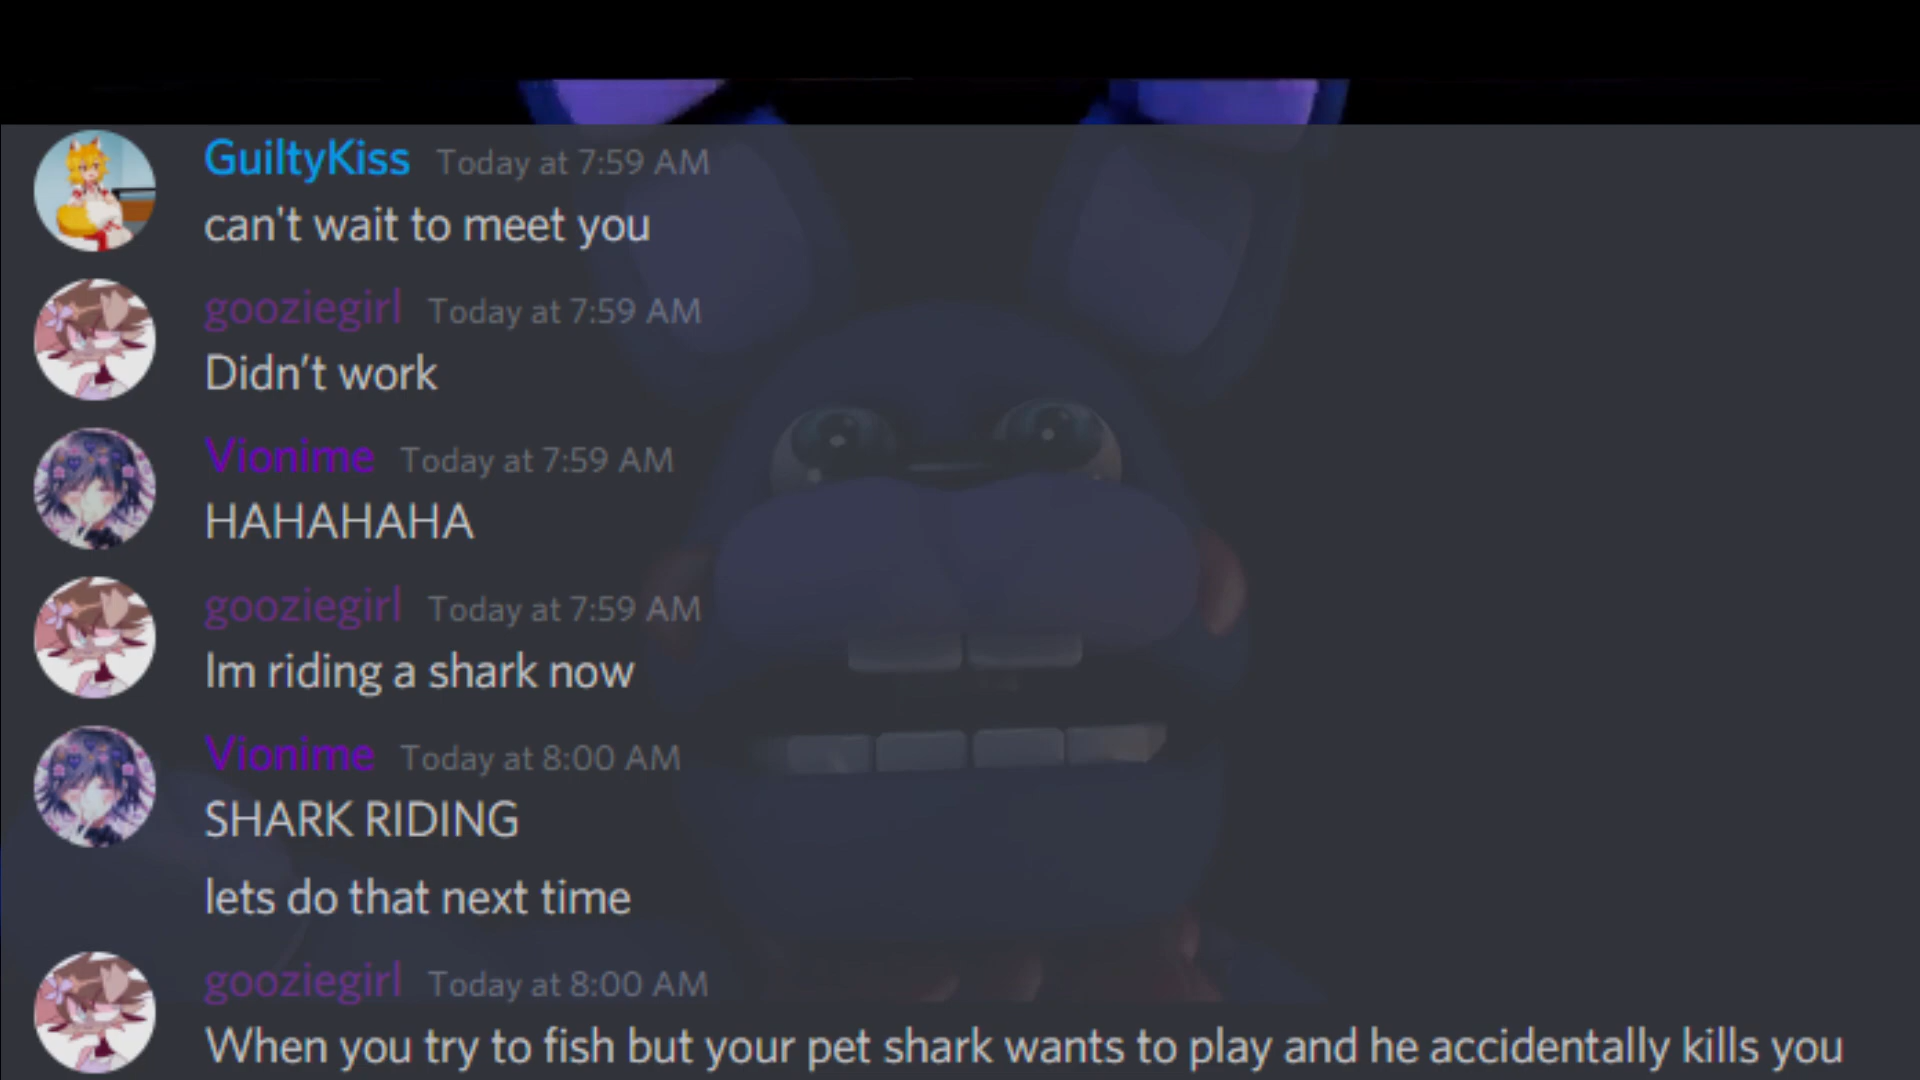 GuiltyKiss Today at 7:59 AM
can't wait to meet you
gooziegirl Today at 7:59 AM
Didn’t work
Vionime Today at 7:59 AM
HAHAHAHA
gooziegirl Today at 7:59 AM
Im riding a shark now
Vionime Today at 8:00 AM
SHARK RIDING
lets do that next time
gooziegirl Today at 8:00 AM
When you try to fish but your pet shark wants to play and he accidentally kills you